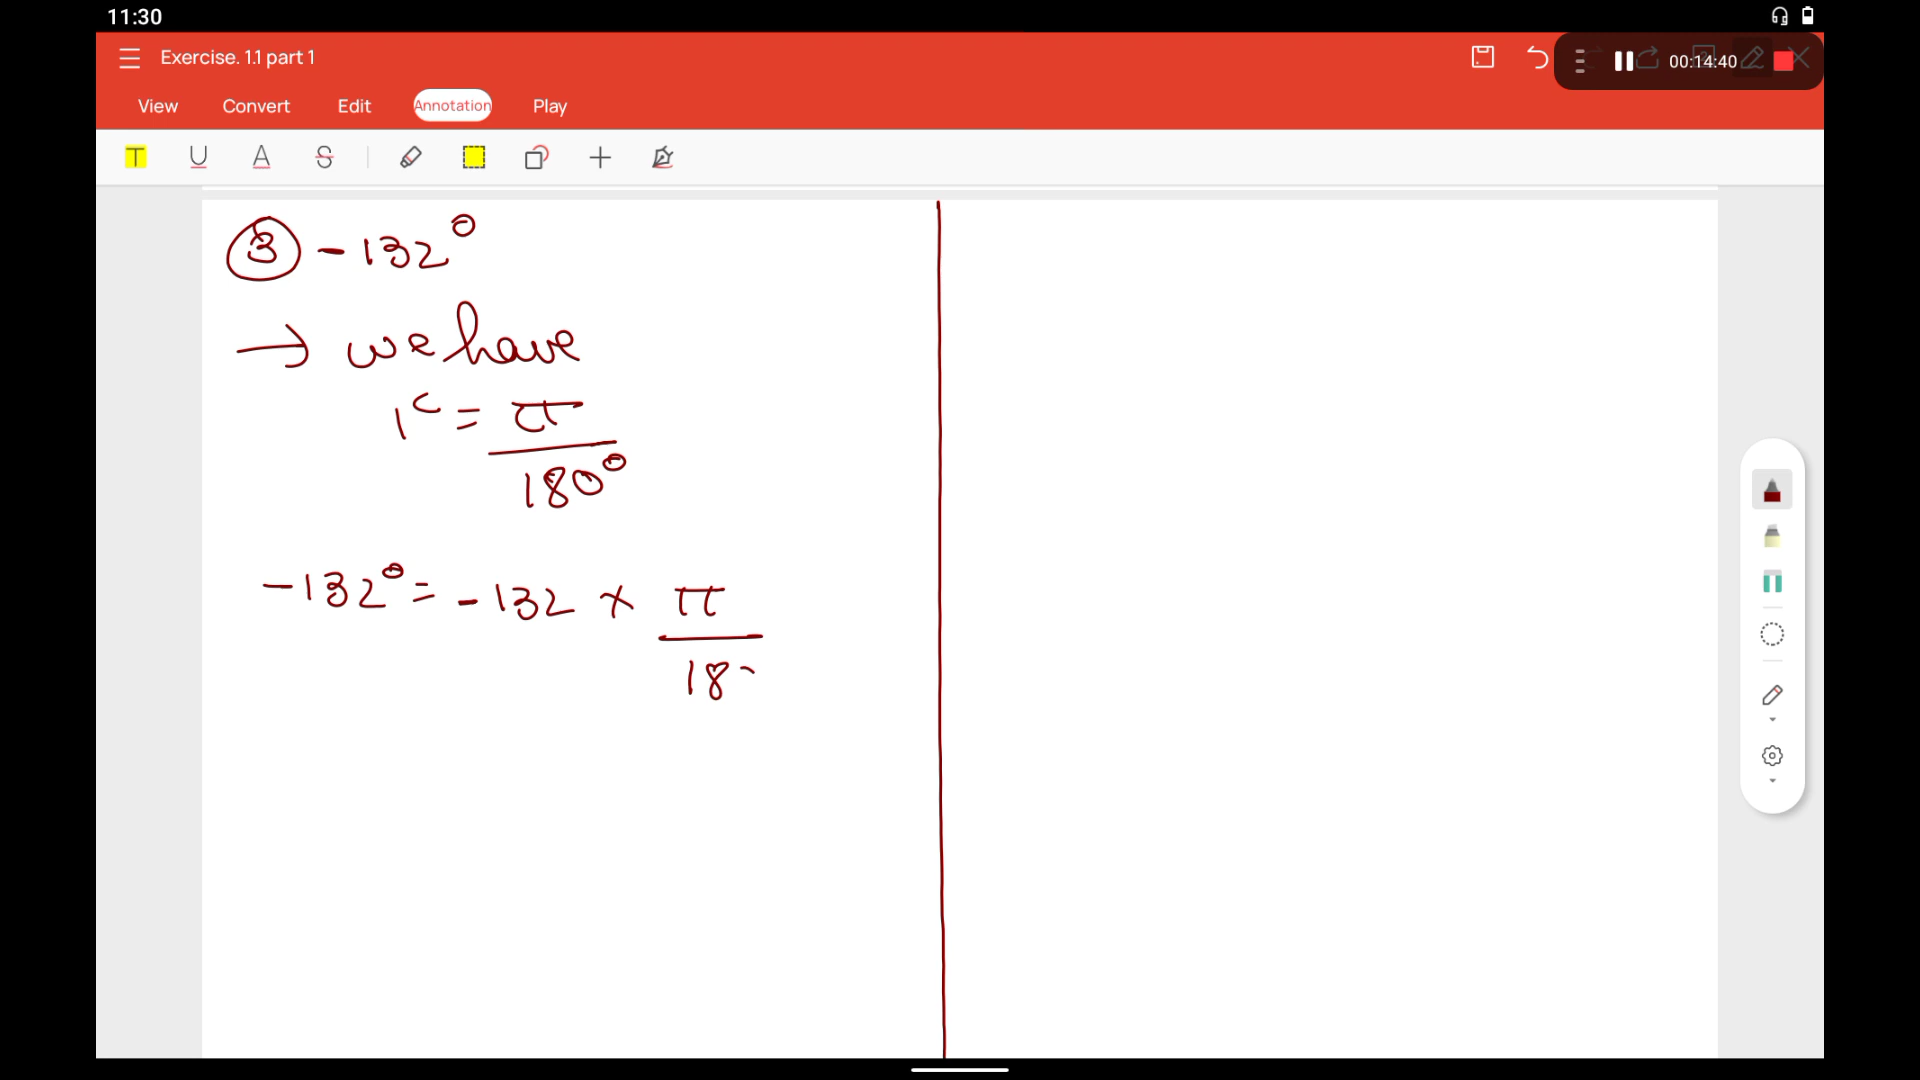 11:30
Exercise. 1.1 part 1
00:14:40
View Convert Edit Annotation Play
T U A S
3 - 132°
→ we have
1ᶜ = π
180°
-132° = -132 × π
18